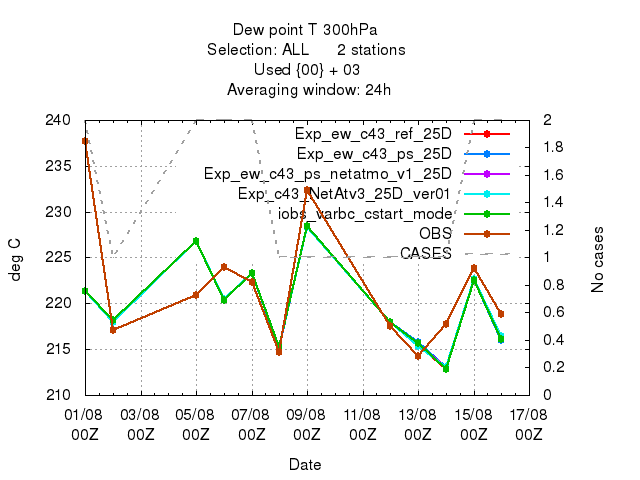 Dew point T 300hPa
Selection: ALL 2 stations
Used {00} + 03
Averaging window: 24h
240 2
Exp_ew_c43_ref_25D
1.8
Exp_ew_c43_ps_25D
235
Exp_ew_c43_ps_netatmo_v1_25D
1.6
Exp_c43_NetAtv3_25D_ver01
1.4
230
iobs_varbc_cstart_mode
1.2
OBS
225
CASES
1
deg C
No cases
0.8
220
0.6
0.4
215
0.2
210 0
01/08 03/08 05/08 07/08 09/08 11/08 13/08 15/08 17/08
00Z 00Z 00Z 00Z 00Z 00Z 00Z 00Z 00Z
Date